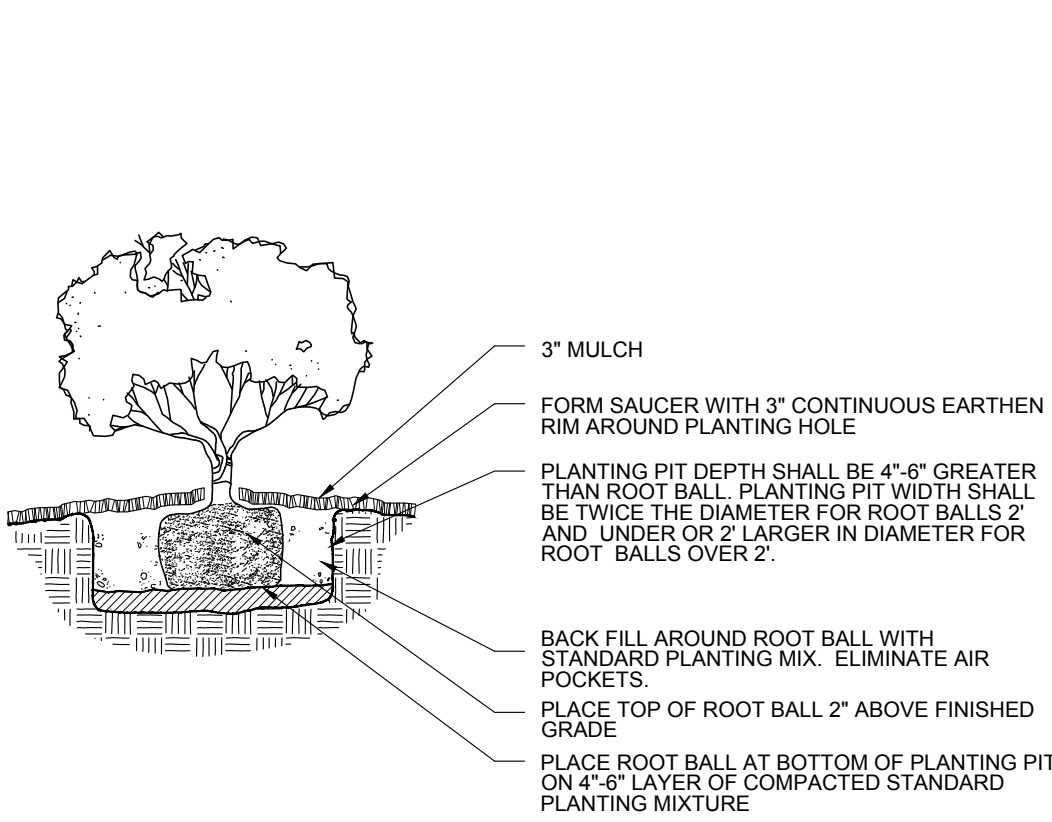 3" MULCH
FORM SAUCER WITH 3" CONTINUOUS EARTHEN
RIM AROUND PLANTING HOLE
PLANTING PIT DEPTH SHALL BE 4"-6" GREATER
THAN ROOT BALL. PLANTING PIT WIDTH SHALL
BE TWICE THE DIAMETER FOR ROOT BALLS 2'
AND UNDER OR 2' LARGER IN DIAMETER FOR
ROOT BALLS OVER 2'.
BACK FILL AROUND ROOT BALL WITH
STANDARD PLANTING MIX. ELIMINATE AIR
POCKETS.
PLACE TOP OF ROOT BALL 2" ABOVE FINISHED
GRADE
PLACE ROOT BALL AT BOTTOM OF PLANTING PIT
ON 4"-6" LAYER OF COMPACTED STANDARD
PLANTING MIXTURE